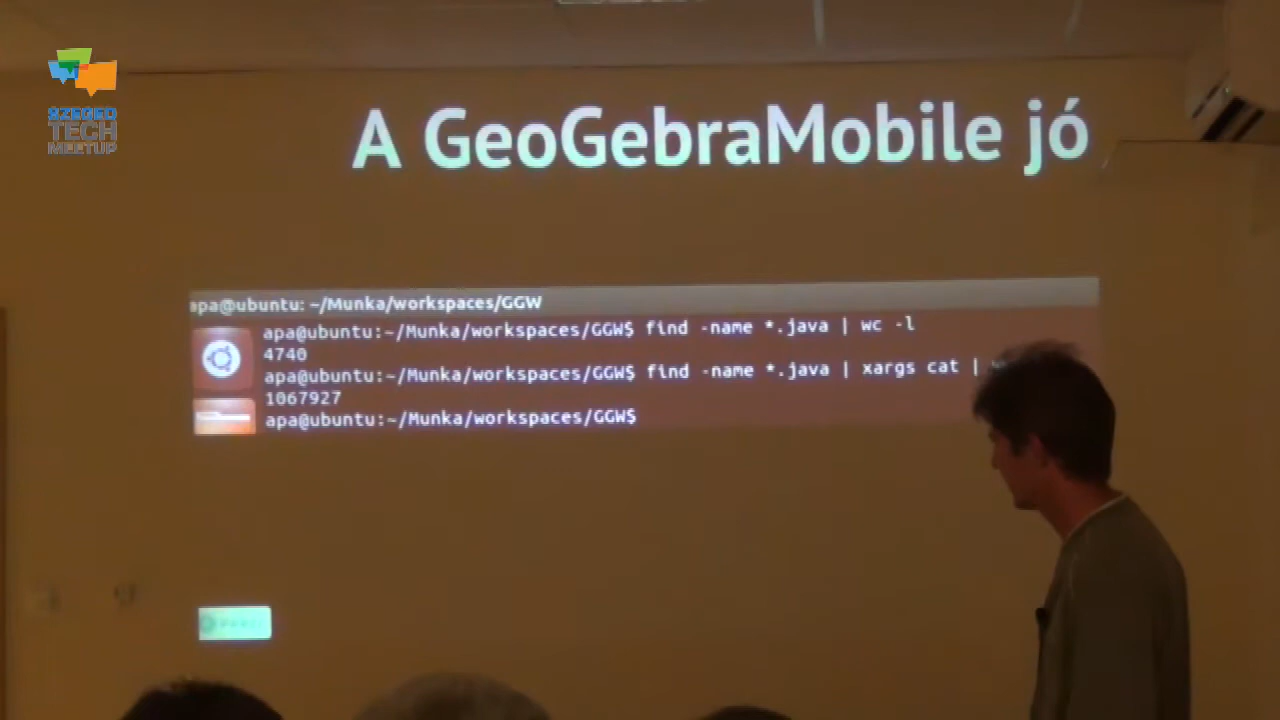 SZEGED
TECH
MEETUP
A GeoGebraMobile jó
apa@ubuntu: ~/Munka/workspaces/GGW
apa@ubuntu:~/Munka/workspaces/GGW$ find -name *.java | wc -l
4740
apa@ubuntu:~/Munka/workspaces/GGW$ find -name *.java | xargs cat |
1067927
apa@ubuntu:~/Munka/workspaces/GGW$